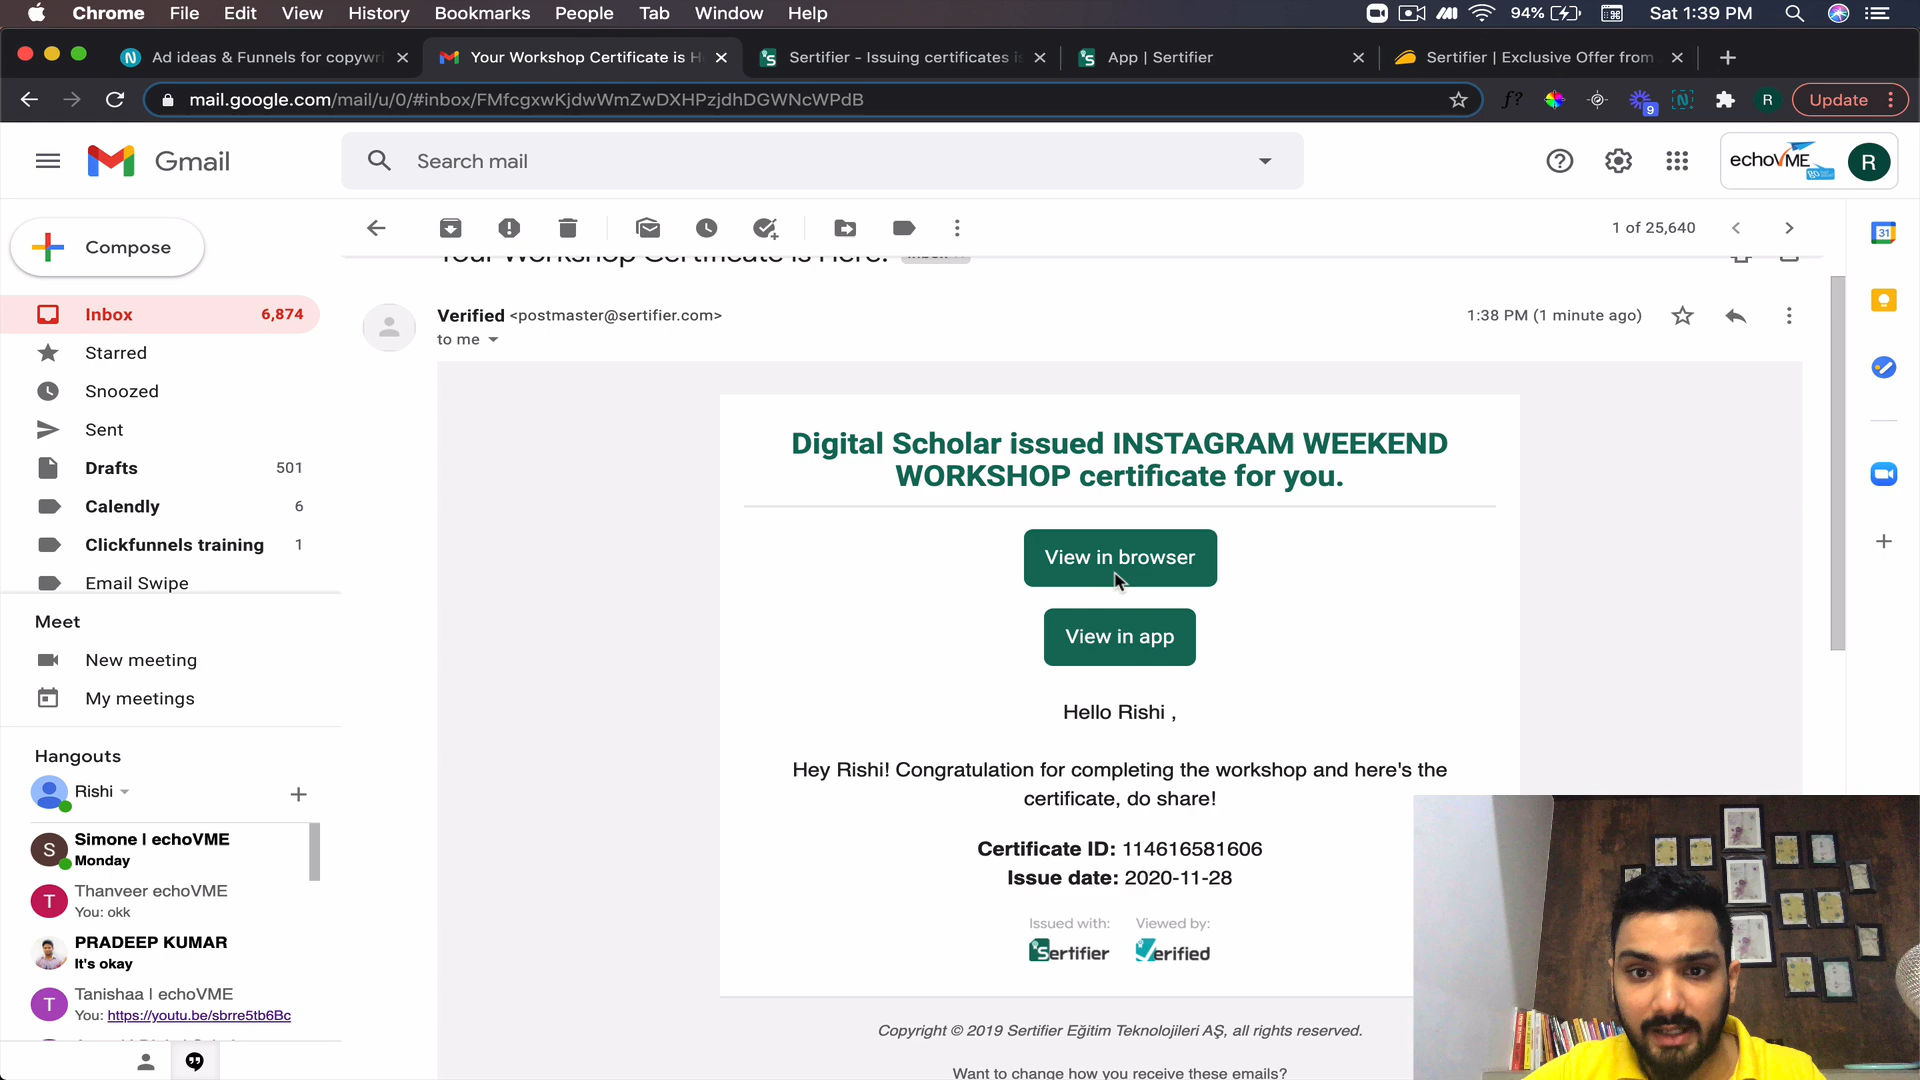 Chrome File Edit View History Bookmarks People Tab Window Help 94% Sat 1:39 PM
Ad ideas & Funnels for copywri Your Workshop Certificate is H Sertifier - Issuing certificates is App | Sertifier Sertifier | Exclusive Offer from
mail.google.com/mail/u/0/#inbox/FMfcgxwKjdwWmZwDXHPzjdhDGWNcWPdB f? 9 R Update
Gmail Search mail echoVME R
Compose
1 of 25,640
Your Workshop Certificate is Here!
Inbox 6,874
Starred
Snoozed
Sent
Drafts 501
Calendly 6
Clickfunnels training 1
Email Swipe
Meet
New meeting
My meetings
Hangouts
Rishi
S Simone | echoVME
Monday
T Thanveer echoVME
You: okk
PRADEEP KUMAR
It's okay
T Tanishaa | echoVME
You: https://youtu.be/sbrre5tb6Bc
Verified <postmaster@sertifier.com> 1:38 PM (1 minute ago)
to me
Digital Scholar issued INSTAGRAM WEEKEND
WORKSHOP certificate for you.
View in browser
View in app
Hello Rishi ,
Hey Rishi! Congratulation for completing the workshop and here's the
certificate, do share!
Certificate ID: 114616581606
Issue date: 2020-11-28
Issued with: Viewed by:
Sertifier Verified
Copyright © 2019 Sertifier Eğitim Teknolojileri AŞ, all rights reserved.
Want to change how you receive these emails?
31